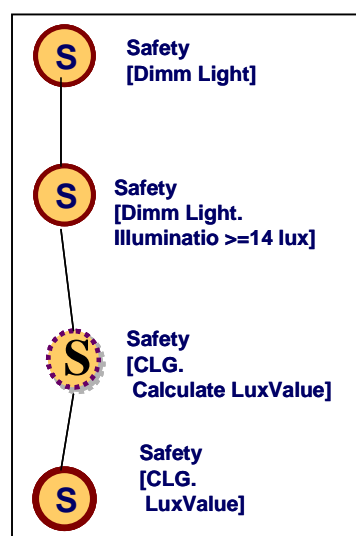 S
Safety
[Dimm Light]
S
Safety
[Dimm Light.
Illuminatio >=14 lux]
S
Safety
[CLG.
Calculate LuxValue]
S
Safety
[CLG.
LuxValue]